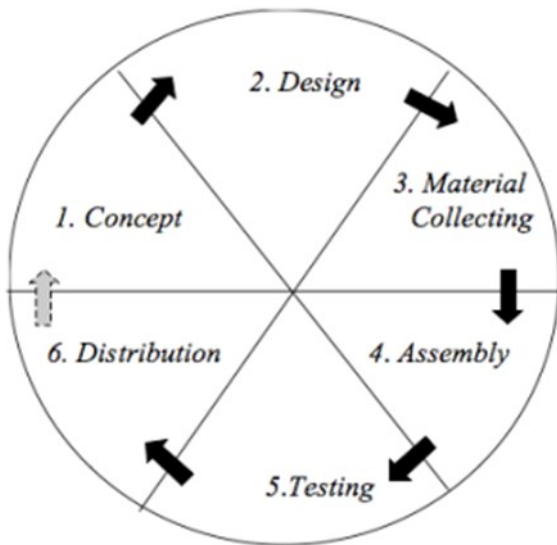 1. Concept
2. Design
3. Material
Collecting
4. Assembly
5.Testing
6. Distribution